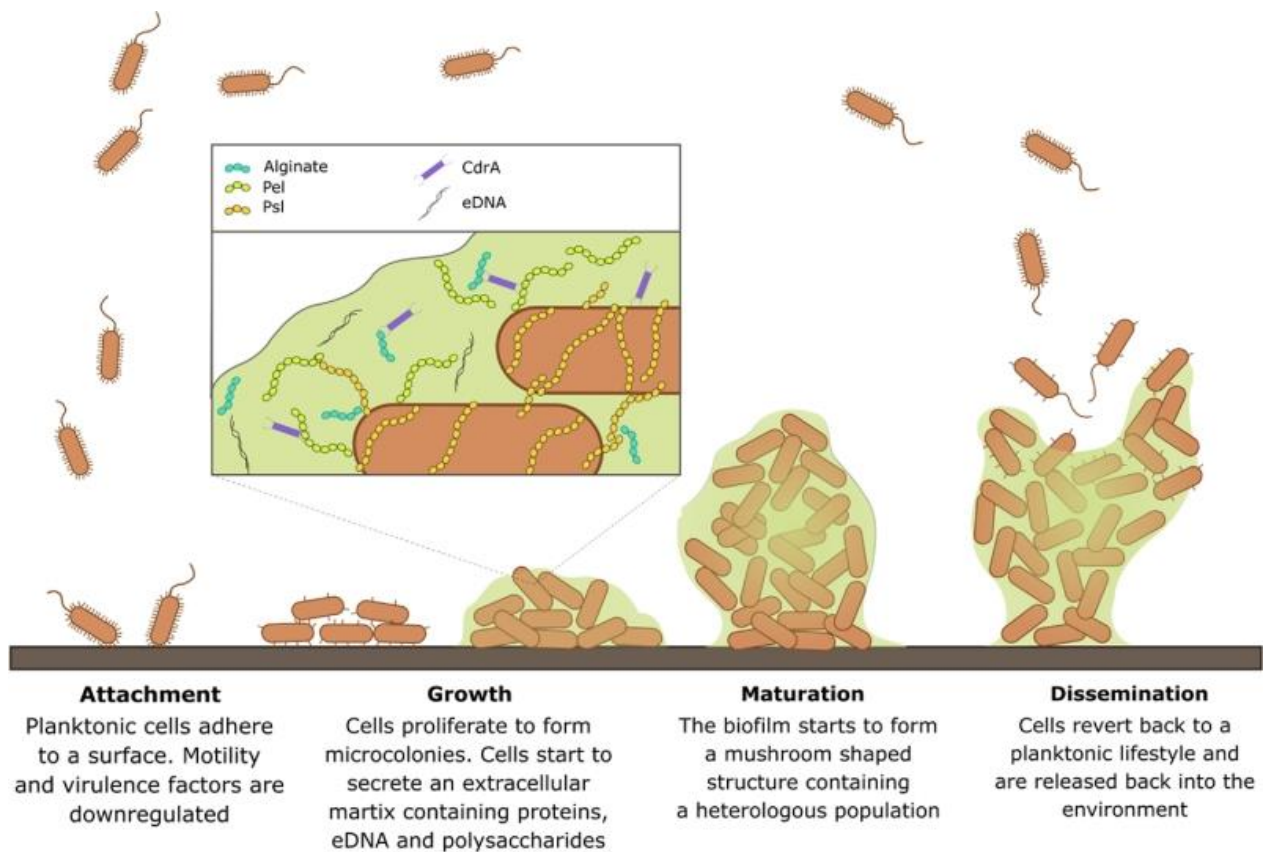 Alginate
Pel
Psl
CdrA
eDNA
Attachment
Planktonic cells adhere
to a surface. Motility
and virulence factors are
downregulated
Growth
Cells proliferate to form
microcolonies. Cells start to
secrete an extracellular
martix containing proteins,
eDNA and polysaccharides
Maturation
The biofilm starts to form
a mushroom shaped
structure containing
a heterologous population
Dissemination
Cells revert back to a
planktonic lifestyle and
are released back into the
environment